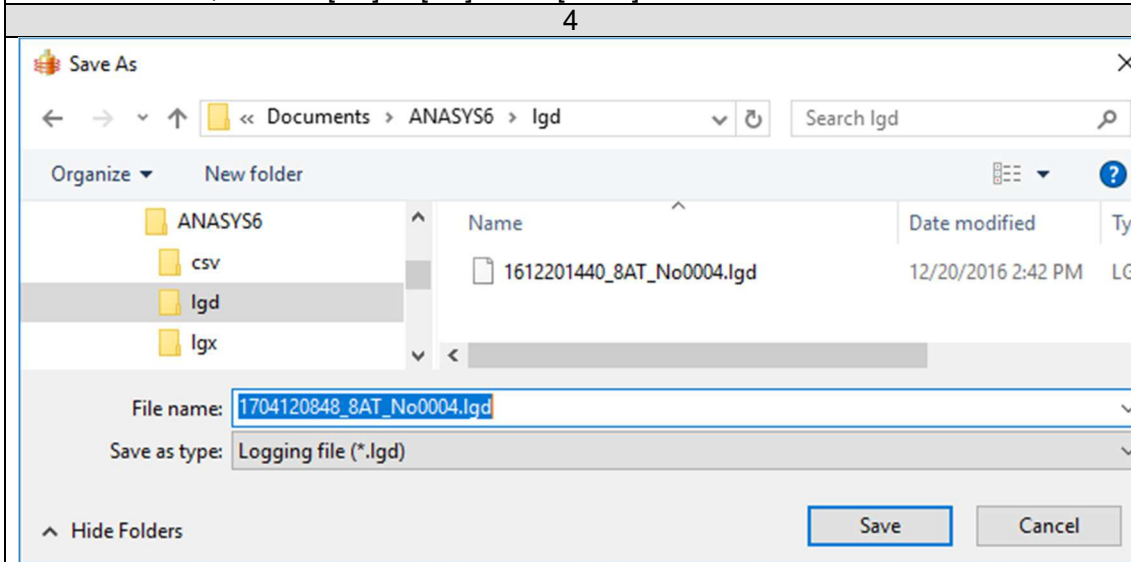 4
Save As
« Documents > ANASYS6 > lgd
Search lgd
Organize
New folder
ANASYS6
csv
lgd
lgx
Name
Date modified
Ty
1612201440_8AT_No0004.lgd
12/20/2016 2:42 PM
LG
File name: 1704120848_8AT_No0004.lgd
Save as type: Logging file (*.lgd)
Hide Folders
Save
Cancel